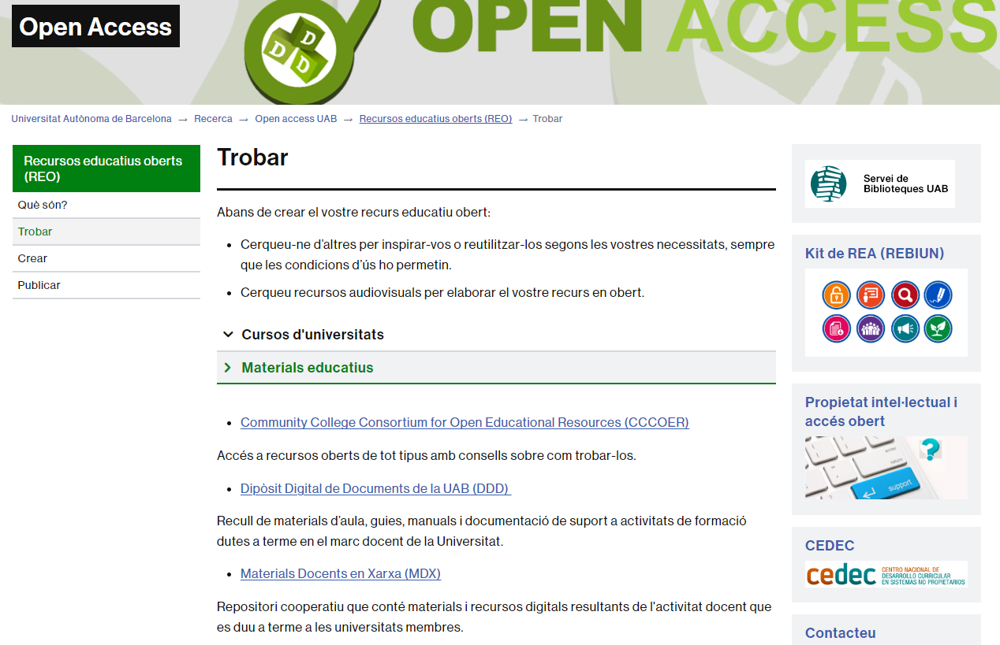 Open Access
OPEN ACCESS
D D D
Universitat Autònoma de Barcelona → Recerca → Open access UAB → Recursos educatius oberts (REO) → Trobar
Recursos educatius oberts
(REO)
Què són?
Trobar
Crear
Publicar
Trobar
Abans de crear el vostre recurs educatiu obert:
• Cerqueu-ne d’altres per inspirar-vos o reutilitzar-los segons les vostres necessitats, sempre
que les condicions d’ús ho permetin.
• Cerqueu recursos audiovisuals per elaborar el vostre recurs en obert.
Cursos d'universitats
Materials educatius
• Community College Consortium for Open Educational Resources (CCCOER)
Accés a recursos oberts de tot tipus amb consells sobre com trobar-los.
• Dipòsit Digital de Documents de la UAB (DDD)
Recull de materials d’aula, guies, manuals i documentació de suport a activitats de formació
dutes a terme en el marc docent de la Universitat.
• Materials Docents en Xarxa (MDX)
Repositori cooperatiu que conté materials i recursos digitals resultants de l'activitat docent que
es duu a terme a les universitats membres.
Servei de
Biblioteques UAB
Kit de REA (REBIUN)
Propietat intel·lectual i
accés obert
return
support
?
CEDEC
cedec
CENTRO NACIONAL DE
DESARROLLO CURRICULAR
EN SISTEMAS NO PROPIETARIOS
Contacteu